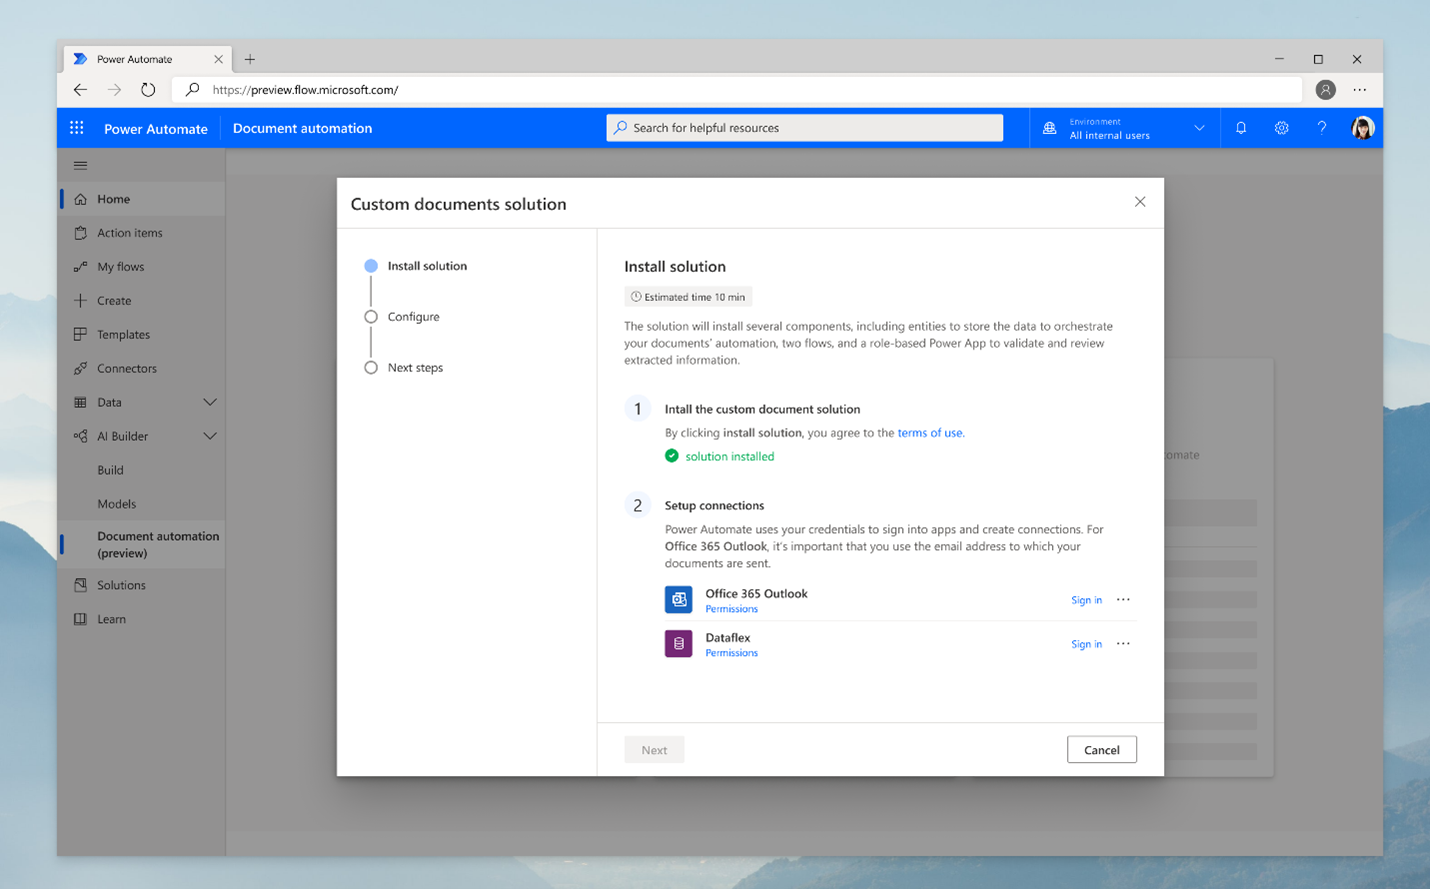 Power Automate
https://preview.flow.microsoft.com/
Power Automate
Document automation
Search for helpful resources
Environment
All internal users
Home
Action items
My flows
Create
Templates
Connectors
Data
AI Builder
Build
Models
Document automation
(preview)
Solutions
Learn
Custom documents solution
Install solution
Configure
Next steps
Install solution
Estimated time 10 min
The solution will install several components, including entities to store the data to orchestrate
your documents' automation, two flows, and a role-based Power App to validate and review
extracted information.
1 Intall the custom document solution
By clicking install solution, you agree to the terms of use.
solution installed
2 Setup connections
Power Automate uses your credentials to sign into apps and create connections. For
Office 365 Outlook, it's important that you use the email address to which your
documents are sent.
Office 365 Outlook
Permissions
Sign in
Dataflex
Permissions
Sign in
Next
Cancel
omate